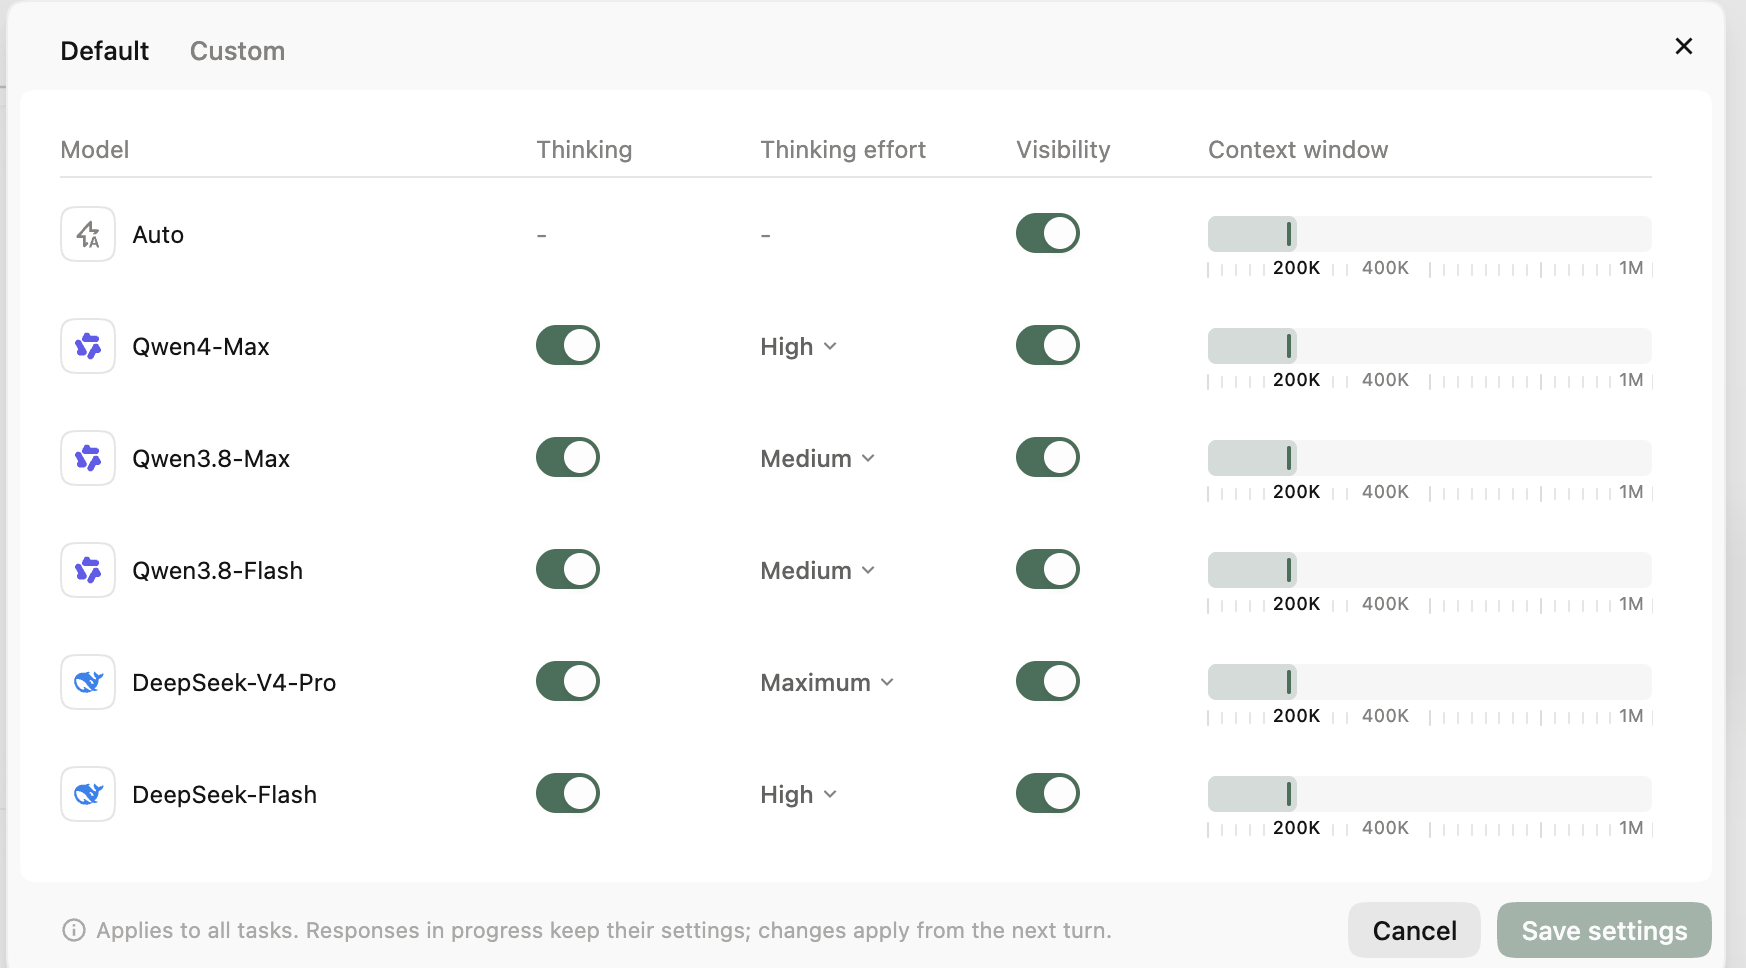 Default Custom
Model Thinking Thinking effort Visibility Context window
Auto - -
200K 400K 1M
Qwen4-Max High
200K 400K 1M
Qwen3.8-Max Medium
200K 400K 1M
Qwen3.8-Flash Medium
200K 400K 1M
DeepSeek-V4-Pro Maximum
200K 400K 1M
DeepSeek-Flash High
200K 400K 1M
Applies to all tasks. Responses in progress keep their settings; changes apply from the next turn.
Cancel Save settings